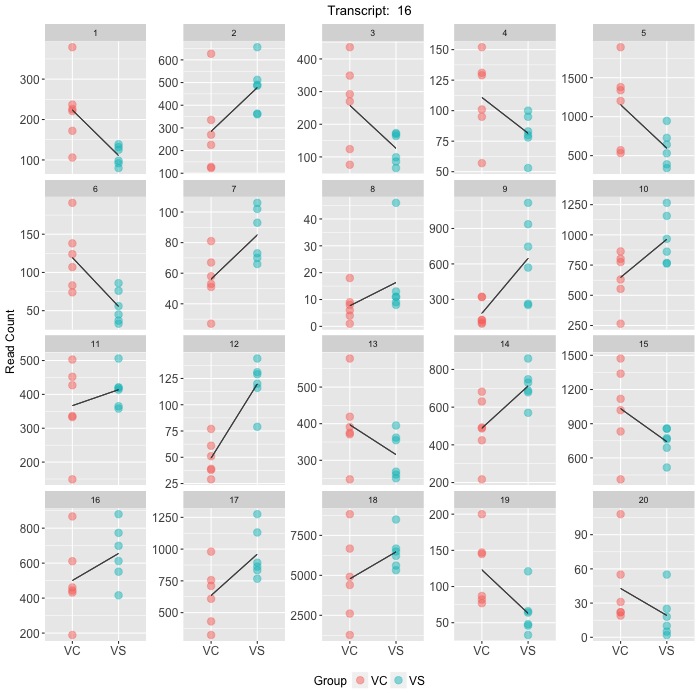 Transcript: 16
1 2 3 4 5
300 200 100
600 500 400 300 200 100
400 300 200 100
150 125 100 75 50
1500 1000 500
6 7 8 9 10
150 100 50
100 80 60 40
40 30 20 10 0
900 600 300
1250 1000 750 500 250
Read Count
11 12 13 14 15
500 400 300 200
125 100 75 50 25
500 400 300
800 600 400 200
1500 1200 900 600
16 17 18 19 20
800 600 400 200
1250 1000 750 500
7500 5000 2500
200 150 100 50
90 60 30 0
VC VS VC VS VC VS VC VS VC VS
Group VC VS